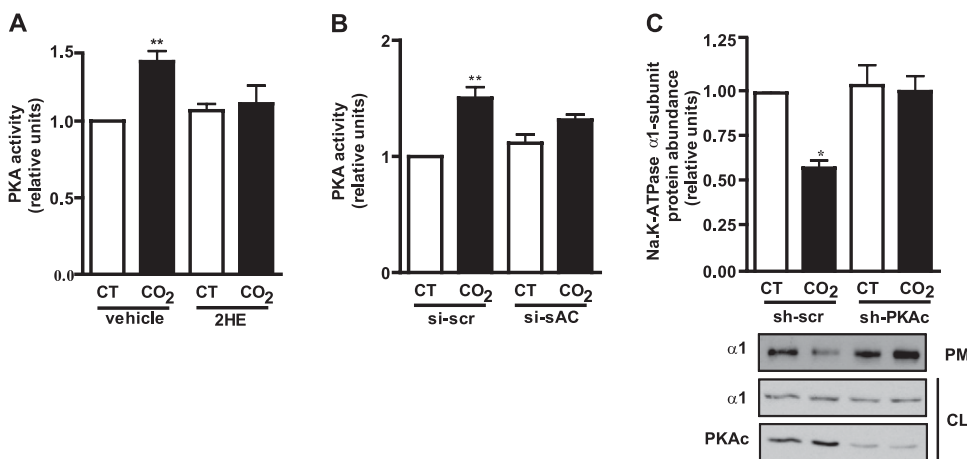 A
PKA activity
(relative units)
1.5
1.0
0.0
**
CT CO2 CT CO2
vehicle 2HE
B
PKA activity
(relative units)
2
1
0
**
CT CO2 CT CO2
si-scr si-sAC
C
Na.K-ATPase α1-subunit
protein abundance
(relative units)
1.25
1.00
0.75
0.50
0.25
0.00
*
CT CO2 CT CO2
sh-scr sh-PKAc
α1 PM
α1
CL
PKAc